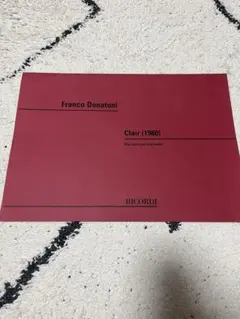 Franco Donatoni
Clair (1980)
RICORDI